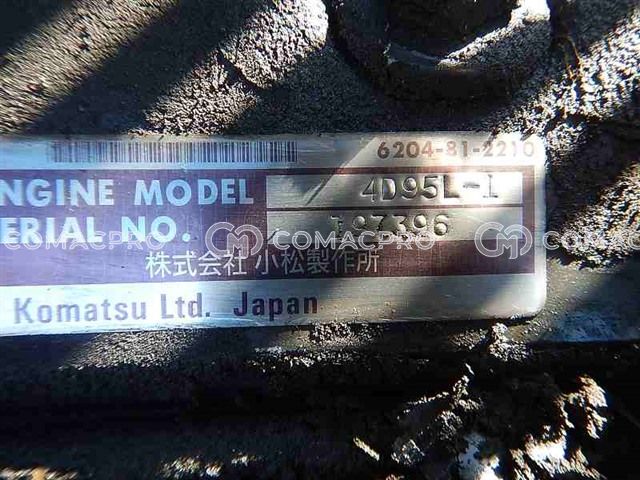 6204-81-2210
NGINE MODEL 4D95L-1
ERIAL NO. 197396
COMACPRO COMACPRO COMACPRO
株式会社 小松製作所
Komatsu Ltd. Japan